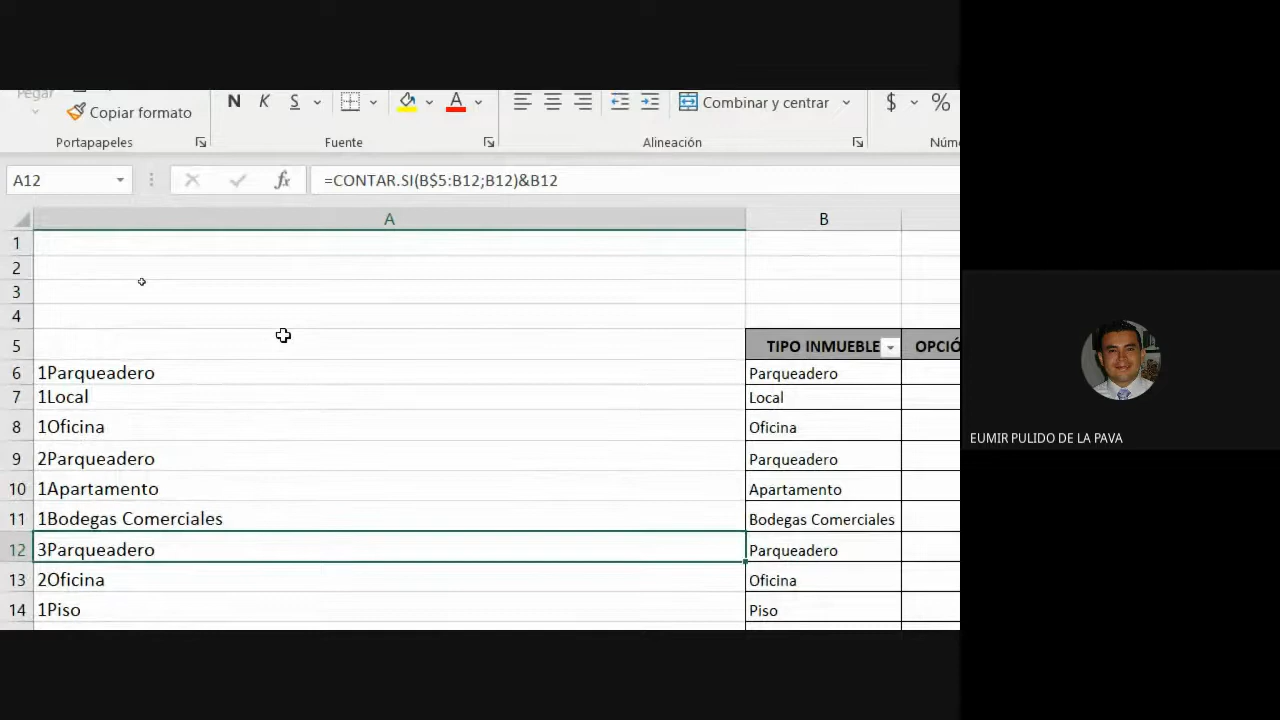 Pegar
Copiar formato
N K S A
Combinar y centrar
$ %
Portapapeles Fuente Alineación Núme
A12 fx =CONTAR.SI(B$5:B12;B12)&B12
A B
1
2
3
4
5 TIPO INMUEBLE OPCIÓ
6 1Parqueadero Parqueadero
7 1Local Local
8 1Oficina Oficina
9 2Parqueadero Parqueadero
10 1Apartamento Apartamento
11 1Bodegas Comerciales Bodegas Comerciales
12 3Parqueadero Parqueadero
13 2Oficina Oficina
14 1Piso Piso
EUMIR PULIDO DE LA PAVA